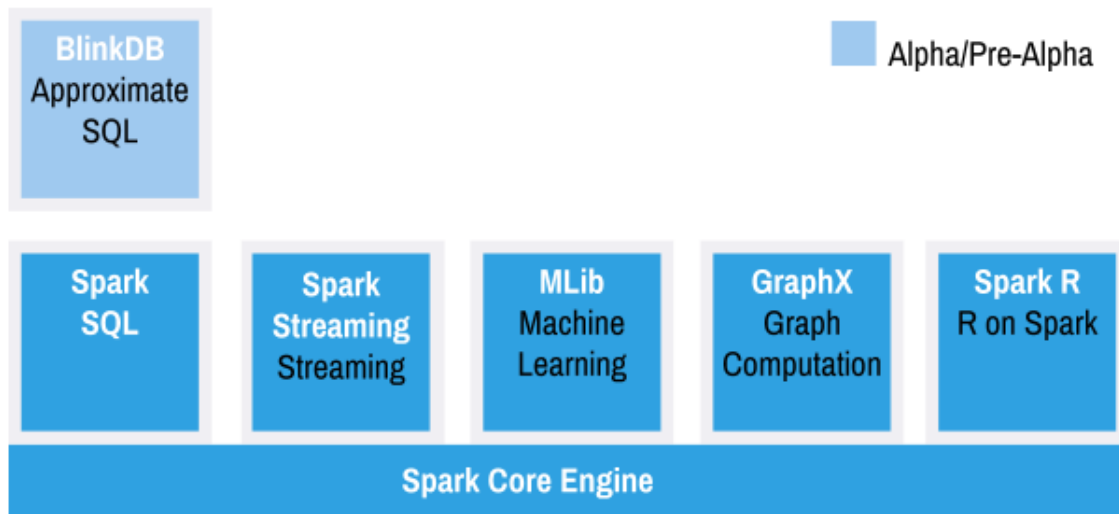 BlinkDB
Approximate
SQL
Alpha/Pre-Alpha
Spark
SQL
Spark
Streaming
Streaming
MLib
Machine
Learning
GraphX
Graph
Computation
Spark R
R on Spark
Spark Core Engine